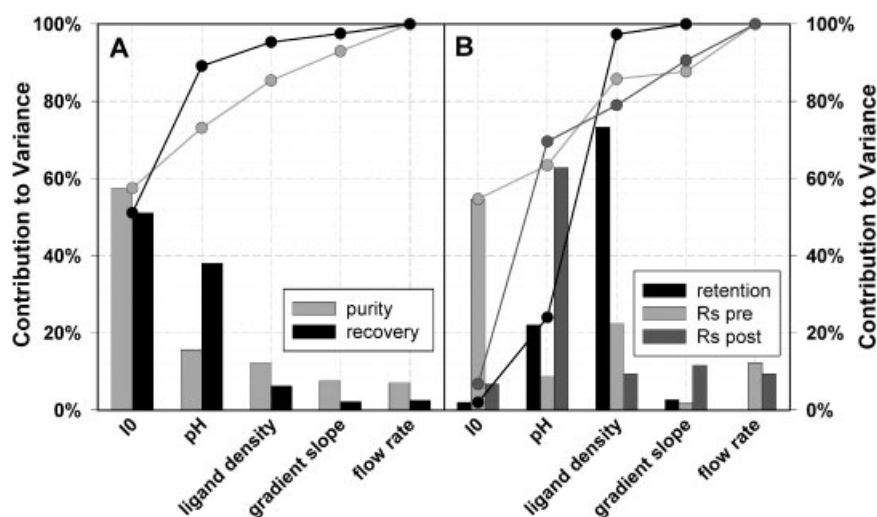 100%
80%
60%
40%
20%
0%
Contribution to Variance
A
purity
recovery
I0
pH
ligand density
gradient slope
flow rate
B
retention
Rs pre
Rs post
I0
pH
ligand density
gradient slope
flow rate
100%
80%
60%
40%
20%
0%
Contribution to Variance